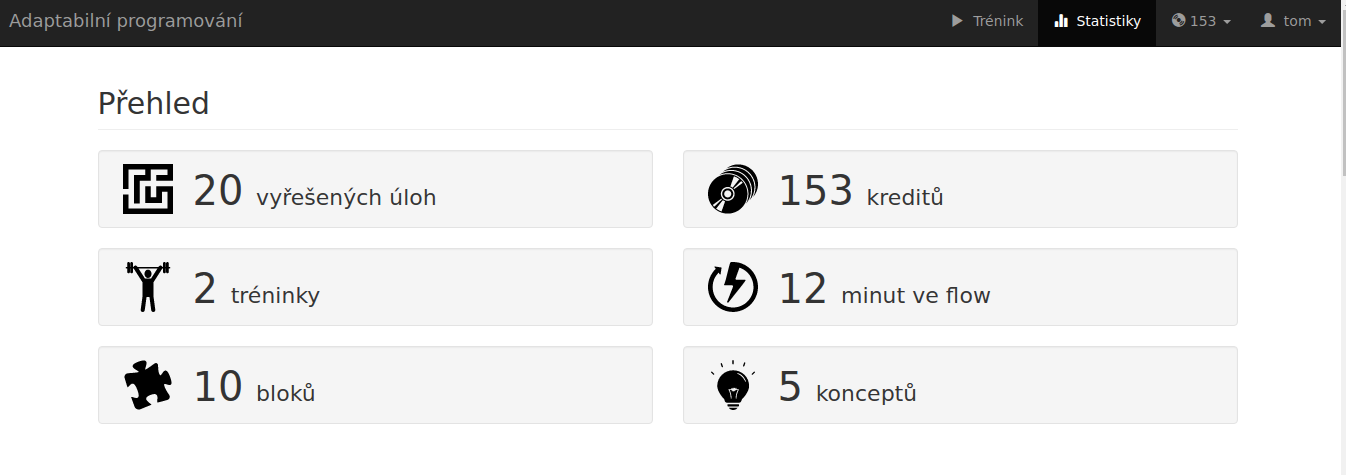 Adaptabilní programování
Trénink
Statistiky
153
tom
Přehled
20 vyřešených úloh
153 kreditů
2 tréninky
12 minut ve flow
10 bloků
5 konceptů